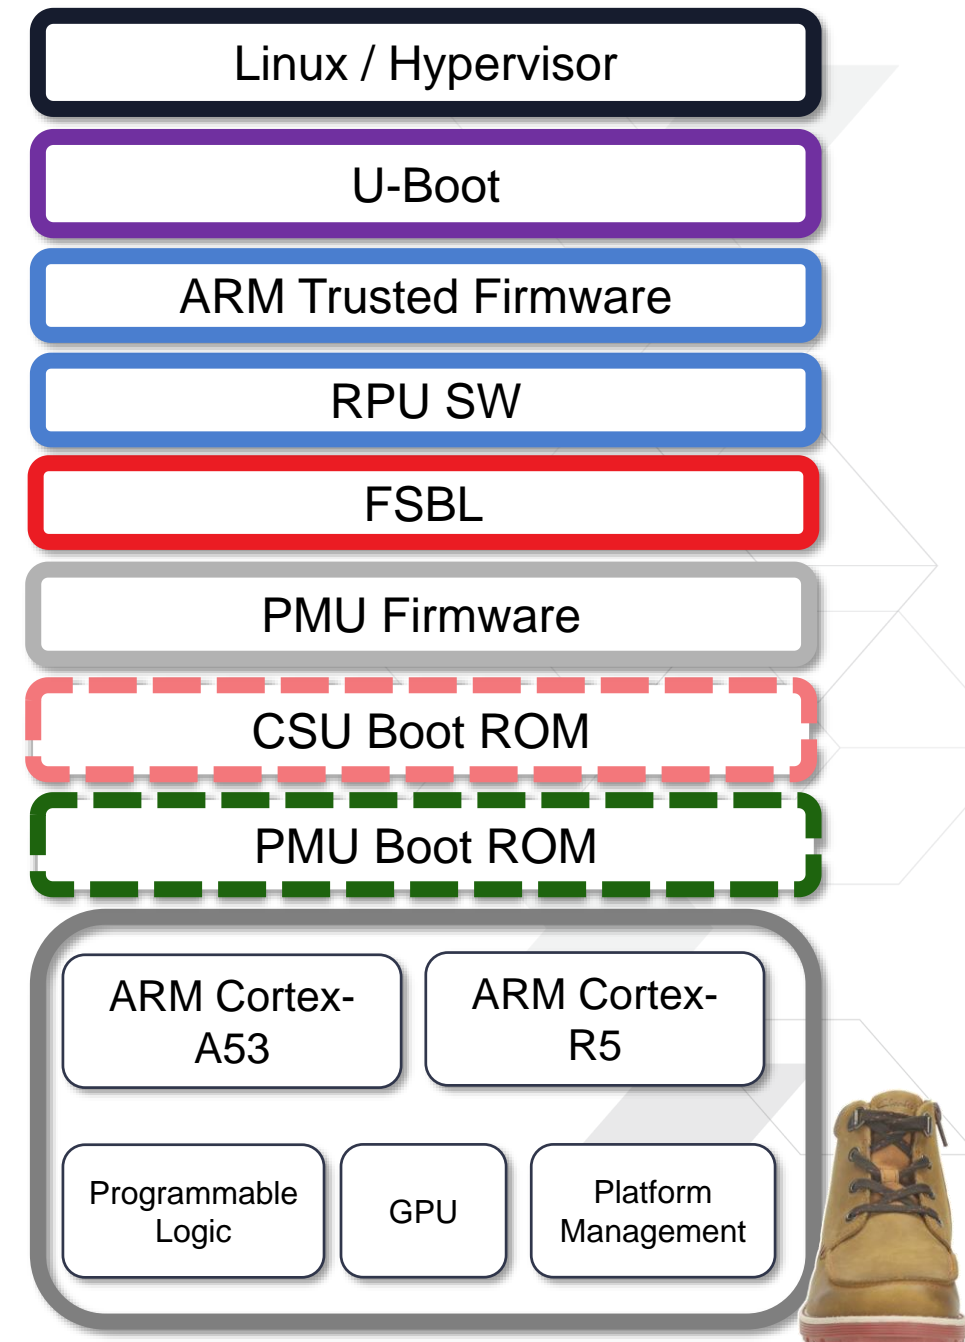 Linux / Hypervisor
U-Boot
ARM Trusted Firmware
RPU SW
FSBL
PMU Firmware
CSU Boot ROM
PMU Boot ROM
ARM Cortex-
A53
ARM Cortex-
R5
Programmable
Logic
GPU
Platform
Management